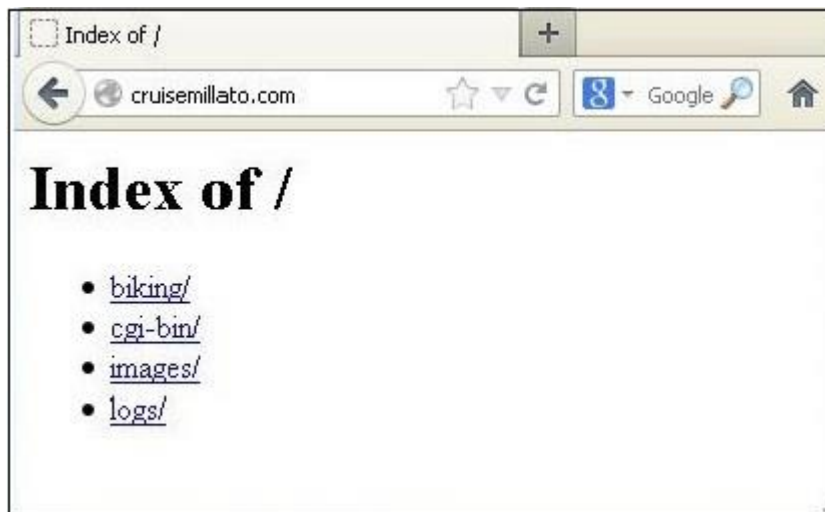 Index of /
cruisemillato.com
Google
Index of /
biking/
cgi-bin/
images/
logs/